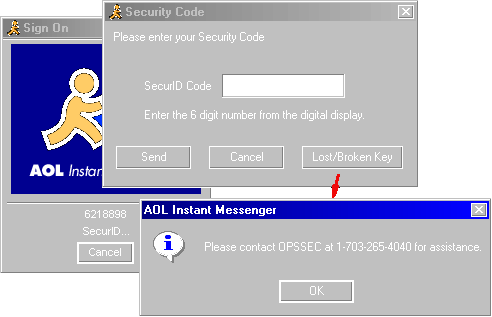 Sign On
Security Code
Please enter your Security Code
SecurID Code
Enter the 6 digit number from the digital display.
Send
Cancel
Lost/Broken Key
AOL Insta
6218898
SecurID...
Cancel
AOL Instant Messenger
Please contact OPSSEC at 1-703-265-4040 for assistance.
OK